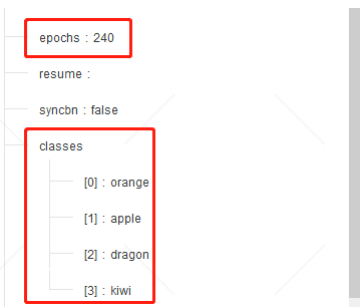 epochs : 240
resume :
syncbn : false
classes
[0] : orange
[1] : apple
[2] : dragon
[3] : kiwi